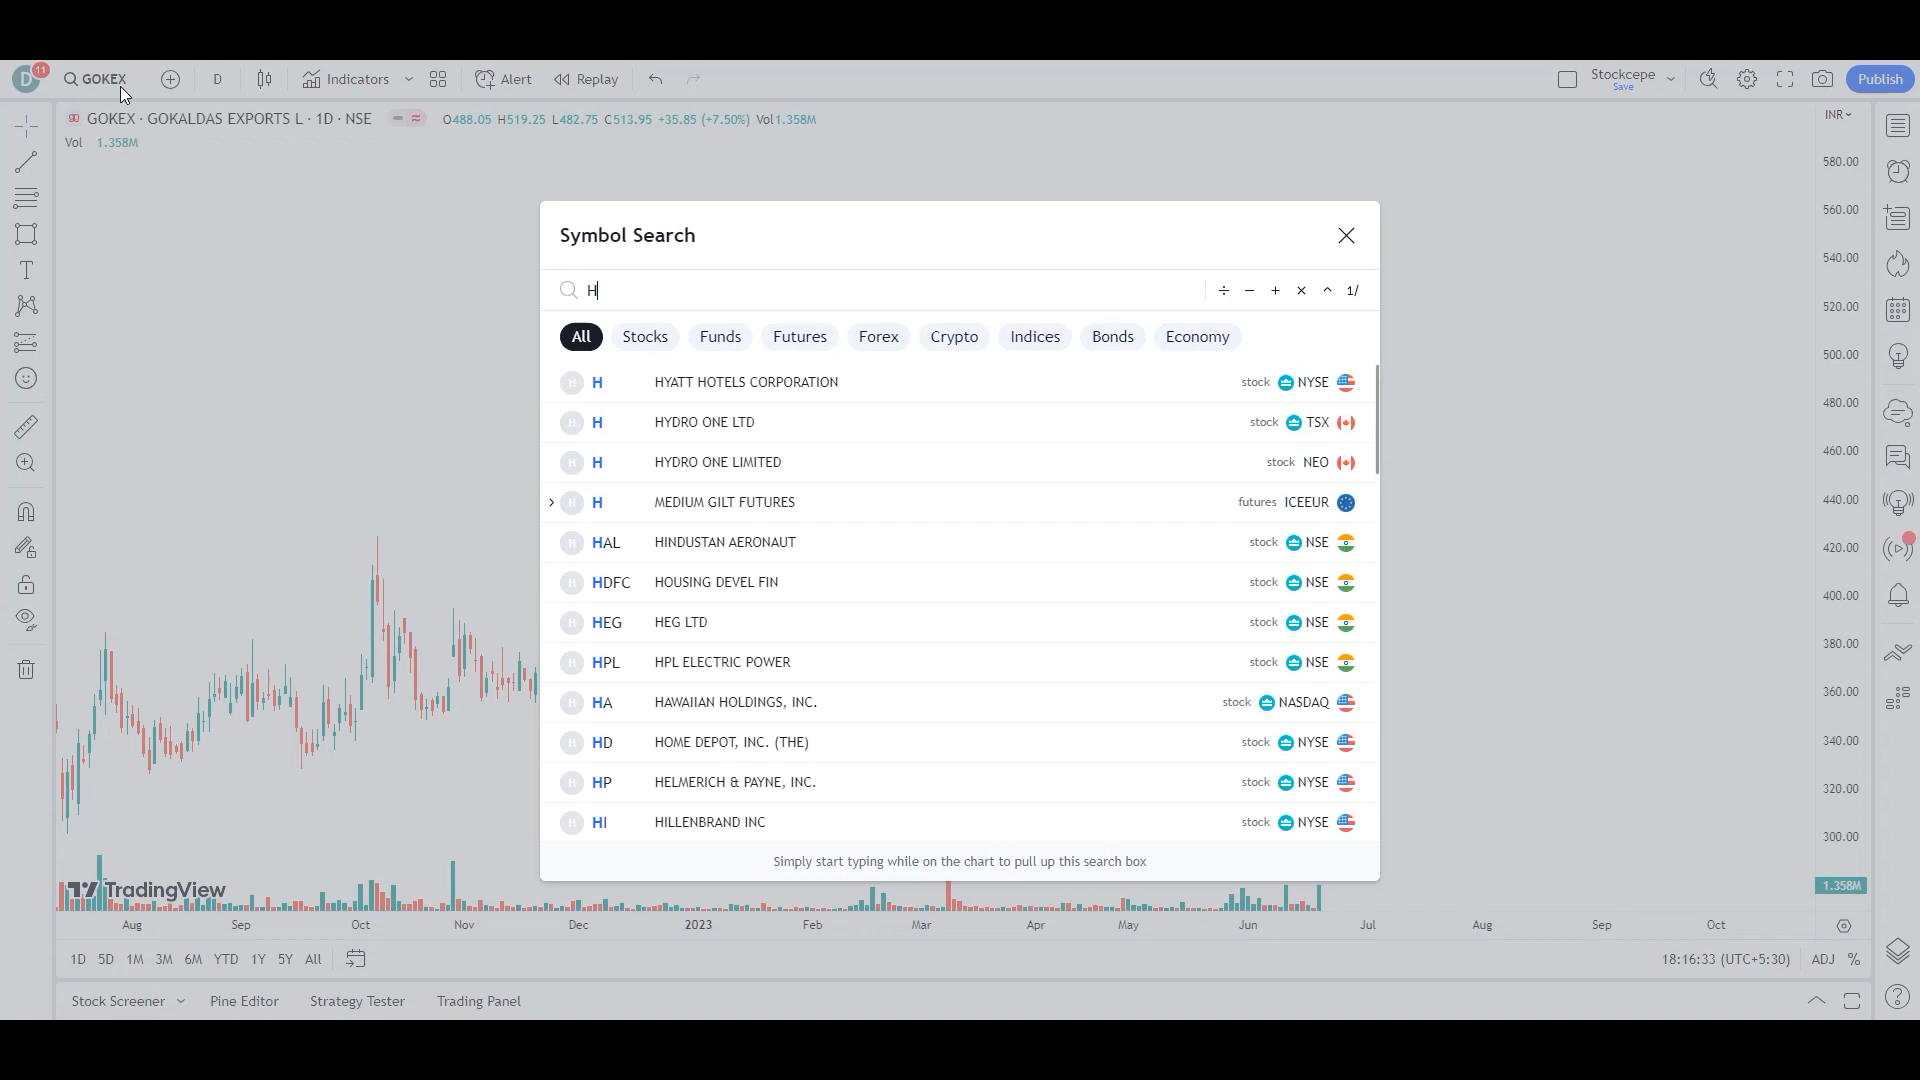 D 11 GOKEX D Indicators Alert Replay Stockcepe Save Publish
GOKEX · GOKALDAS EXPORTS L · 1D · NSE O488.05 H519.25 L482.75 C513.95 +35.85 (+7.50%) Vol1.358M
Vol 1.358M
INR
580.00
560.00
540.00
520.00
500.00
480.00
460.00
440.00
420.00
400.00
380.00
360.00
340.00
320.00
300.00
1.358M
Symbol Search
H ÷ − + × ^ 1/
All Stocks Funds Futures Forex Crypto Indices Bonds Economy
H H HYATT HOTELS CORPORATION stock NYSE
H H HYDRO ONE LTD stock TSX
H H HYDRO ONE LIMITED stock NEO
H H MEDIUM GILT FUTURES futures ICEEUR
H HAL HINDUSTAN AERONAUT stock NSE
H HDFC HOUSING DEVEL FIN stock NSE
H HEG HEG LTD stock NSE
H HPL HPL ELECTRIC POWER stock NSE
H HA HAWAIIAN HOLDINGS, INC. stock NASDAQ
H HD HOME DEPOT, INC. (THE) stock NYSE
H HP HELMERICH & PAYNE, INC. stock NYSE
H HI HILLENBRAND INC stock NYSE
Simply start typing while on the chart to pull up this search box
TradingView
Aug Sep Oct Nov Dec 2023 Feb Mar Apr May Jun Jul Aug Sep Oct
1D 5D 1M 3M 6M YTD 1Y 5Y All 18:16:33 (UTC+5:30) ADJ %
Stock Screener Pine Editor Strategy Tester Trading Panel